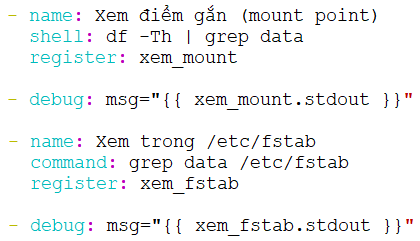 - name: Xem điểm gắn (mount point)
  shell: df -Th | grep data
  register: xem_mount

- debug: msg="{{ xem_mount.stdout }}"

- name: Xem trong /etc/fstab
  command: grep data /etc/fstab
  register: xem_fstab

- debug: msg="{{ xem_fstab.stdout }}"